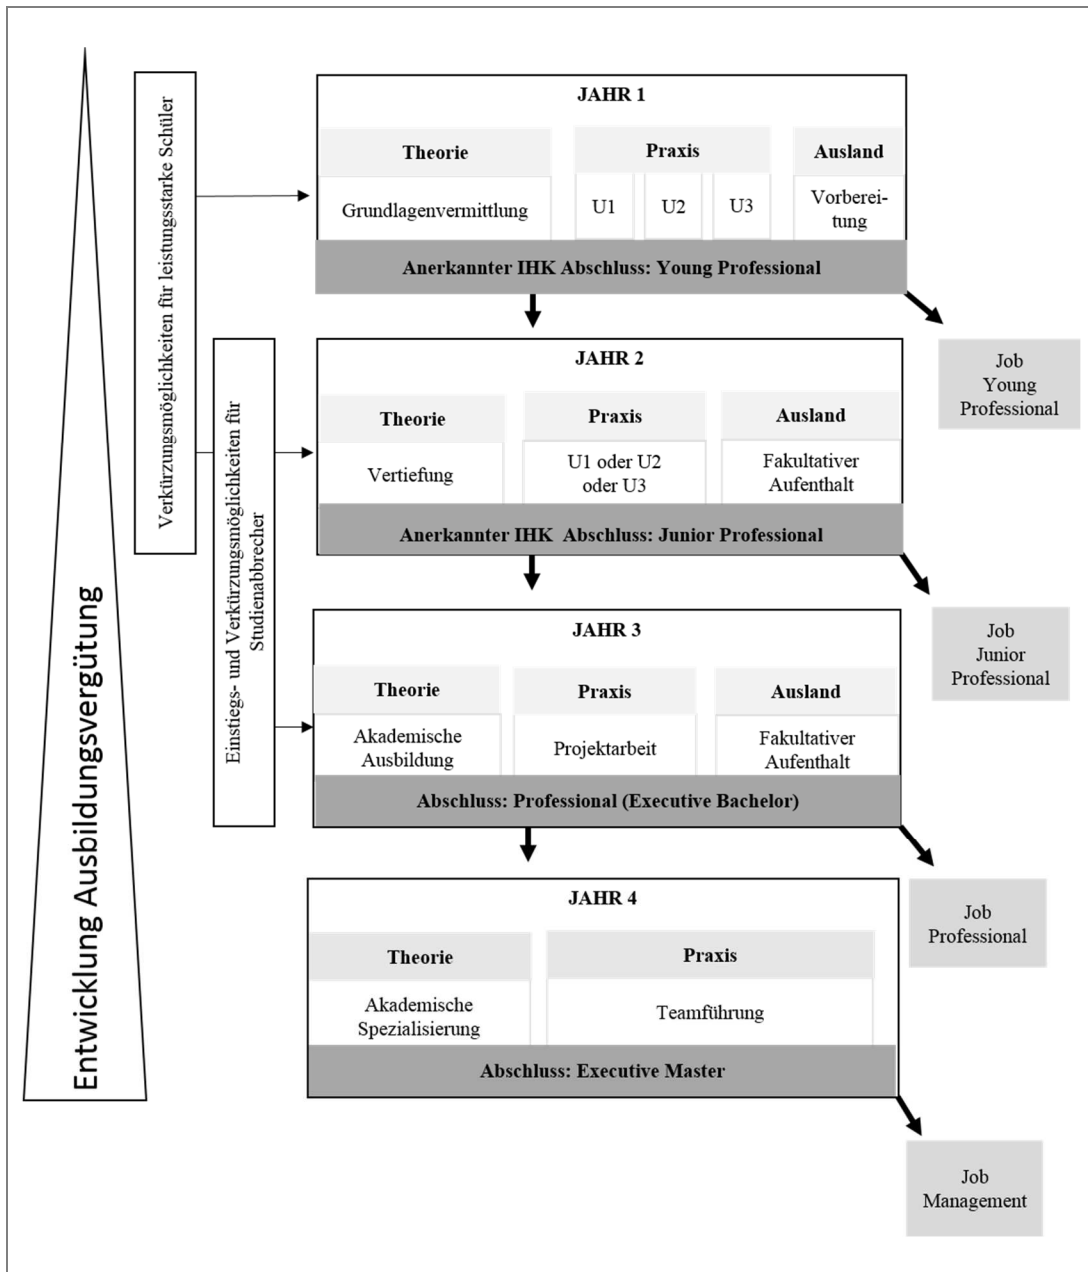 Entwicklung Ausbildungsvergütung
Verkürzungsmöglichkeiten für leistungsstarke Schüler
Einstiegs- und Verkürzungsmöglichkeiten für
Studienabbrecher
JAHR 1
Theorie
Praxis
Ausland
Grundlagenvermittlung
U1
U2
U3
Vorberei-
tung
Anerkannter IHK Abschluss: Young Professional
Job
Young
Professional
JAHR 2
Theorie
Praxis
Ausland
Vertiefung
U1 oder U2
oder U3
Fakultativer
Aufenthalt
Anerkannter IHK Abschluss: Junior Professional
Job
Junior
Professional
JAHR 3
Theorie
Praxis
Ausland
Akademische
Ausbildung
Projektarbeit
Fakultativer
Aufenthalt
Abschluss: Professional (Executive Bachelor)
Job
Professional
JAHR 4
Theorie
Praxis
Akademische
Spezialisierung
Teamführung
Abschluss: Executive Master
Job
Management